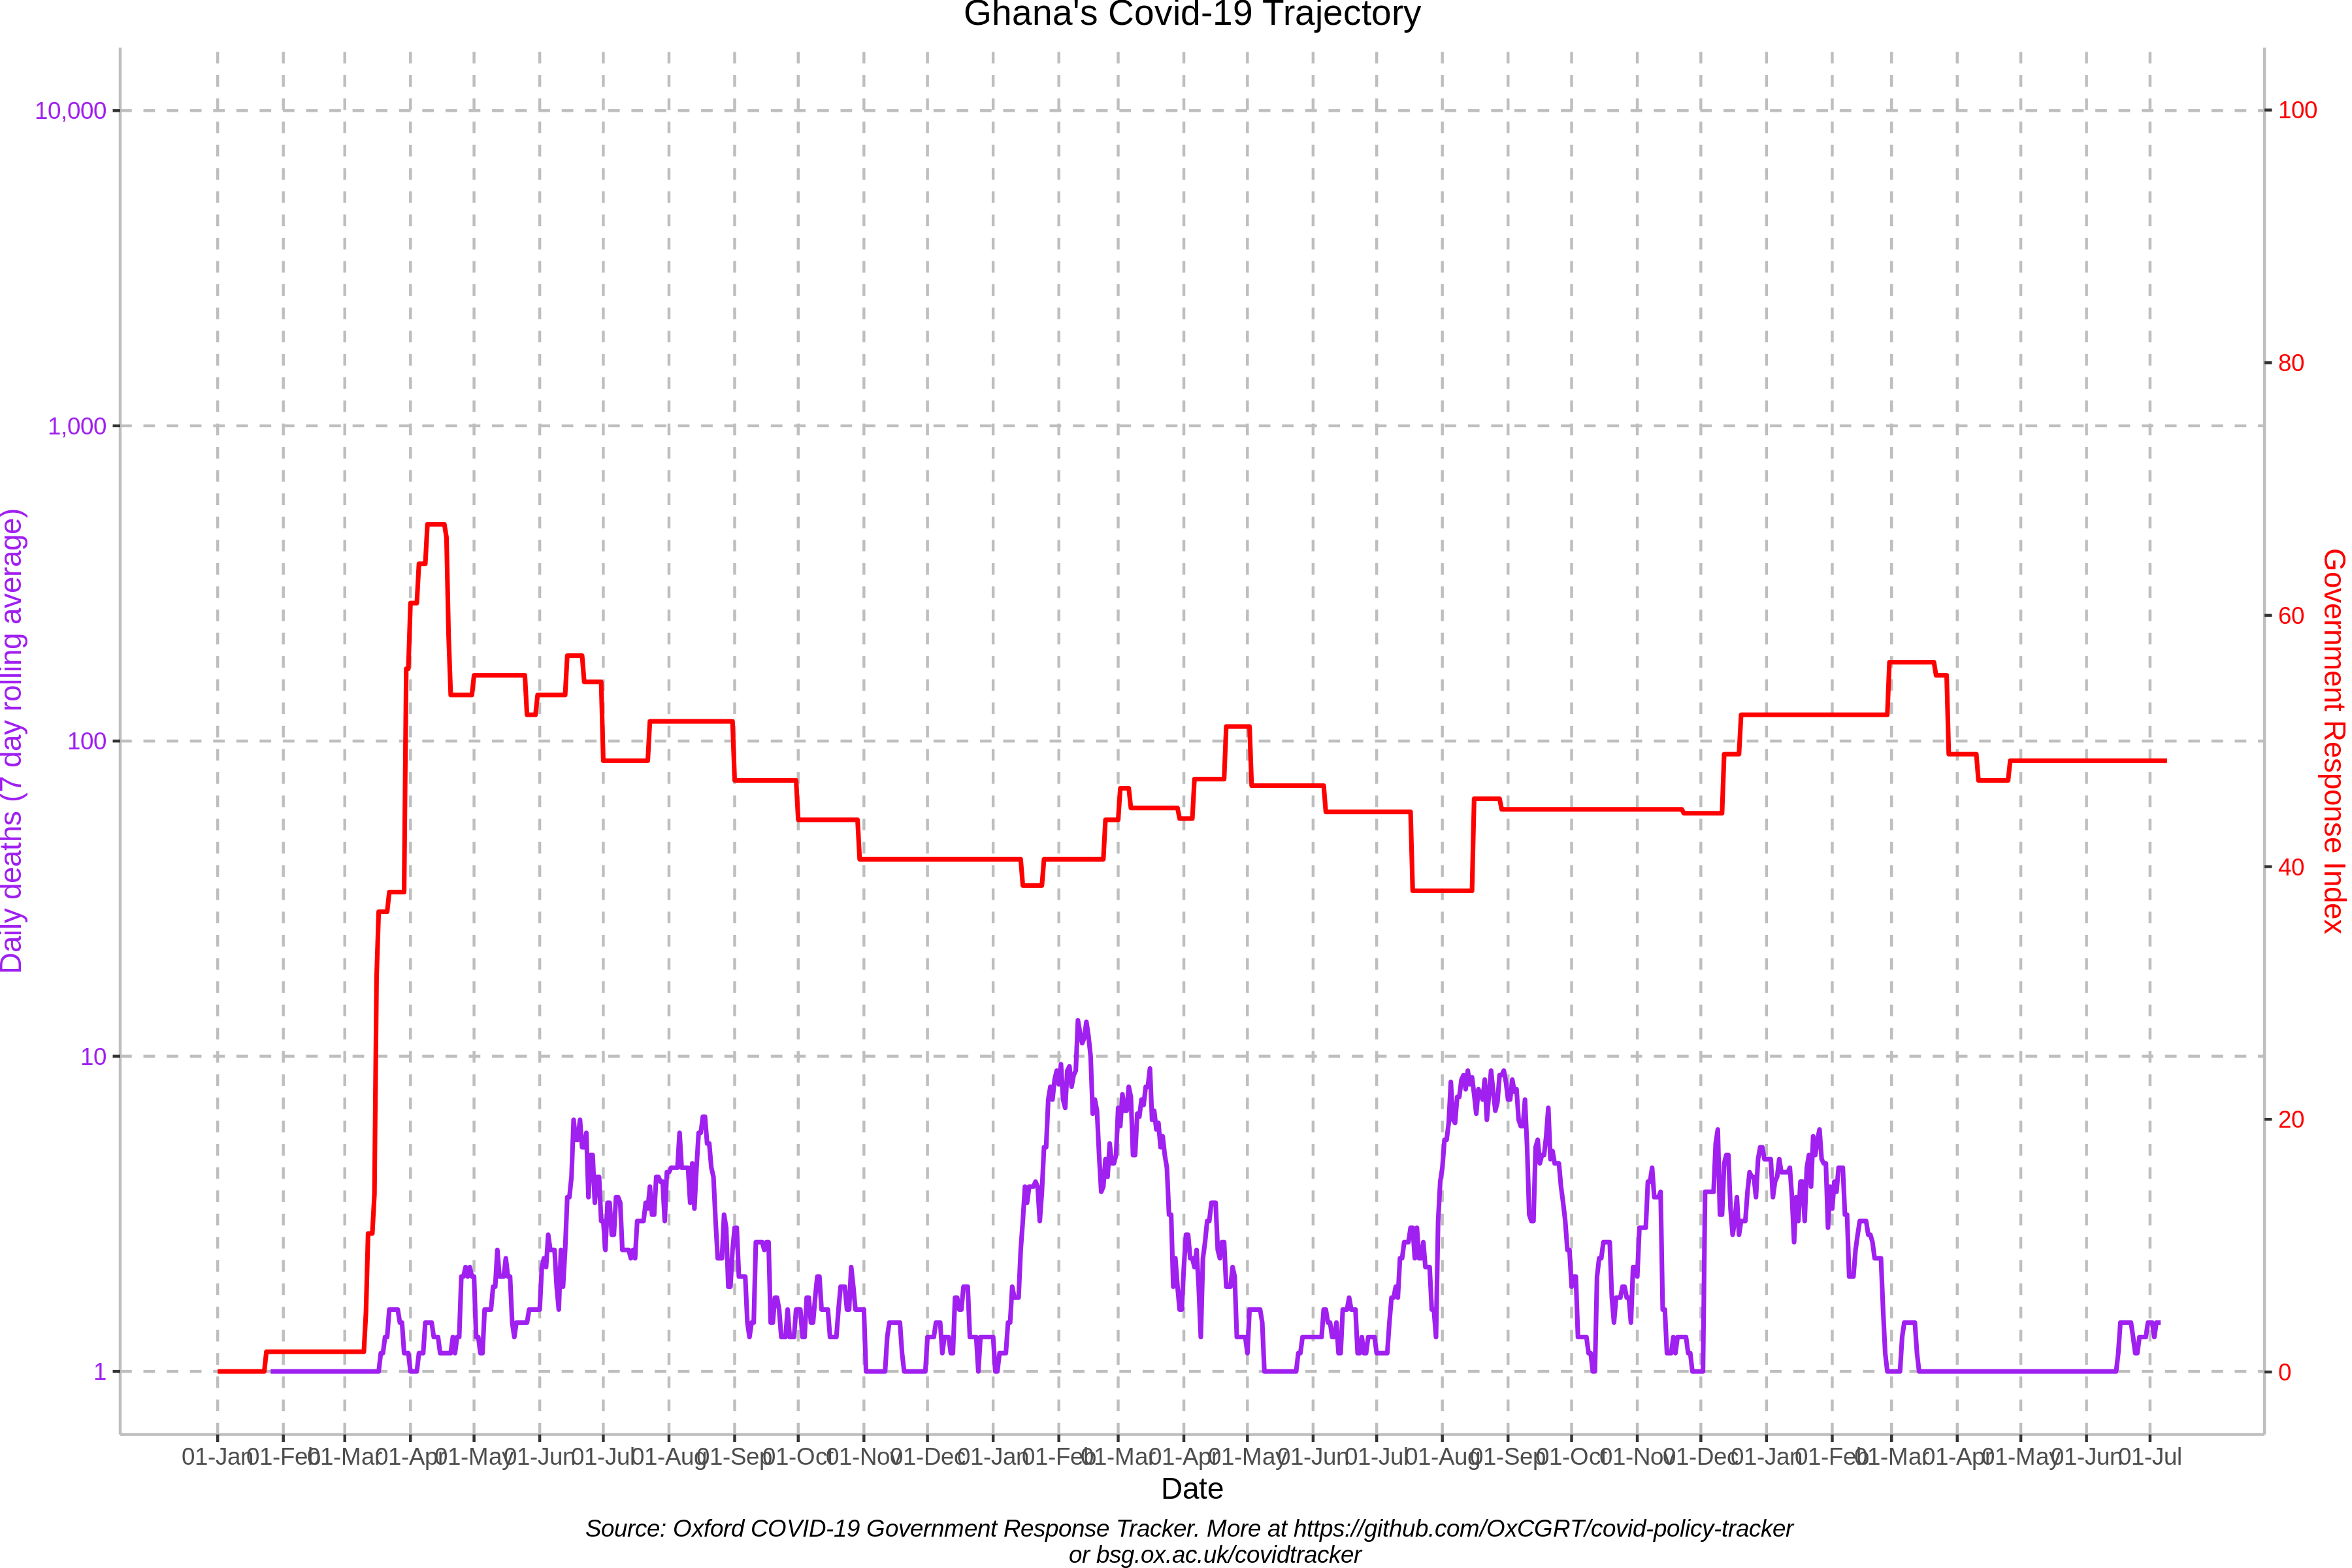 Ghana's Covid-19 Trajectory
10,000
1,000
100
10
1
Daily deaths (7 day rolling average)
100
80
60
40
20
0
Government Response Index
01-Jan 01-Feb 01-Mar 01-Apr 01-May 01-Jun 01-Jul 01-Aug 01-Sep 01-Oct 01-Nov 01-Dec 01-Jan 01-Feb 01-Mar 01-Apr 01-May 01-Jun 01-Jul 01-Aug 01-Sep 01-Oct 01-Nov 01-Dec 01-Jan 01-Feb 01-Mar 01-Apr 01-May 01-Jun 01-Jul
Date
Source: Oxford COVID-19 Government Response Tracker. More at https://github.com/OxCGRT/covid-policy-tracker
or bsg.ox.ac.uk/covidtracker